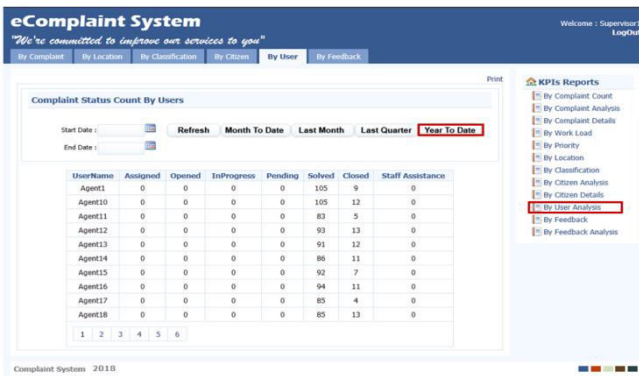 eComplaint System
Welcome : Supervisor1
"We're committed to improve our services to you"
LogOut
By Complaint By Location By Classification By Citizen By User By Feedback
Print
Complaint Status Count By Users
Start Date : Refresh Month To Date Last Month Last Quarter Year To Date
End Date :
UserName Assigned Opened InProgress Pending Solved Closed Staff Assistance
Agent1 0 0 0 0 105 9 0
Agent10 0 0 0 0 105 12 0
Agent11 0 0 0 0 83 5 0
Agent12 0 0 0 0 93 13 0
Agent13 0 0 0 0 91 12 0
Agent14 0 0 0 0 86 11 0
Agent15 0 0 0 0 92 7 0
Agent16 0 0 0 0 94 11 0
Agent17 0 0 0 0 85 4 0
Agent18 0 0 0 0 85 13 0
1 2 3 4 5 6
KPIs Reports
By Complaint Count
By Complaint Analysis
By Complaint Details
By Work Load
By Priority
By Location
By Classification
By Citizen Analysis
By Citizen Details
By User Analysis
By Feedback
By Feedback Analysis
Complaint System 2018